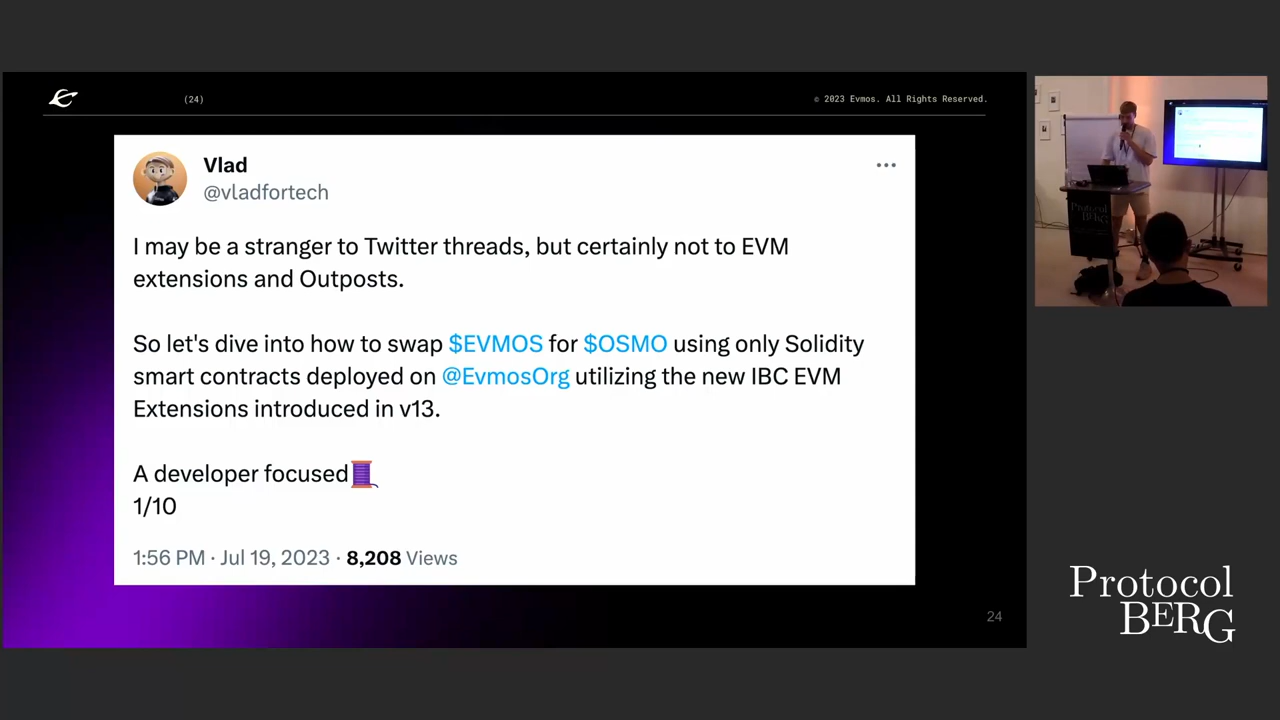 (24)
© 2023 Evmos. All Rights Reserved.
Vlad
@vladfortech
I may be a stranger to Twitter threads, but certainly not to EVM
extensions and Outposts.
So let's dive into how to swap $EVMOS for $OSMO using only Solidity
smart contracts deployed on @EvmosOrg utilizing the new IBC EVM
Extensions introduced in v13.
A developer focused🧵
1/10
1:56 PM · Jul 19, 2023 · 8,208 Views
24
Protocol
BERG
Protocol
BERG